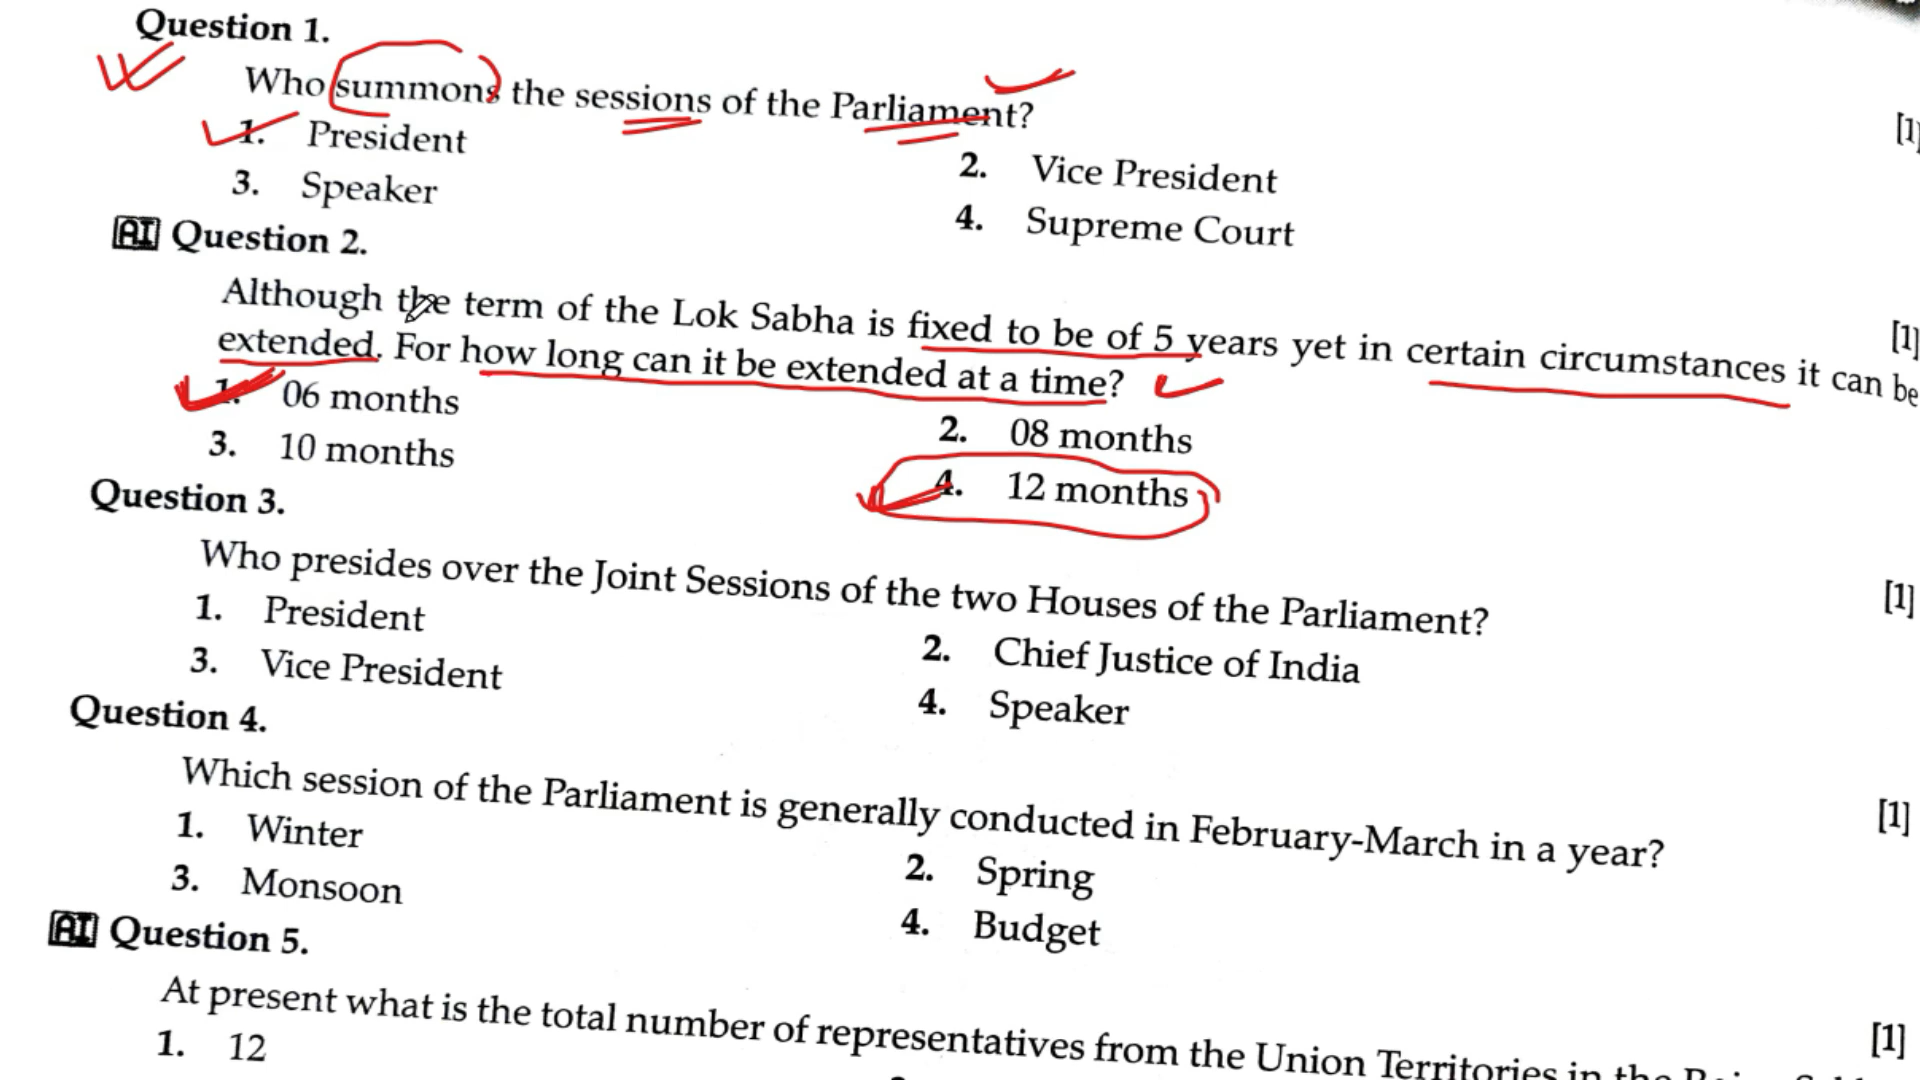 Question 1.
Who summons the sessions of the Parliament?
[1]
1. President
2. Vice President
3. Speaker
4. Supreme Court
AI Question 2.
Although the term of the Lok Sabha is fixed to be of 5 years yet in certain circumstances it can be
[1]
extended. For how long can it be extended at a time?
1. 06 months
2. 08 months
3. 10 months
4. 12 months
Question 3.
Who presides over the Joint Sessions of the two Houses of the Parliament?
[1]
1. President
2. Chief Justice of India
3. Vice President
4. Speaker
Question 4.
Which session of the Parliament is generally conducted in February-March in a year?
[1]
1. Winter
2. Spring
3. Monsoon
4. Budget
AI Question 5.
At present what is the total number of representatives from the Union Territories in the
[1]
1. 12